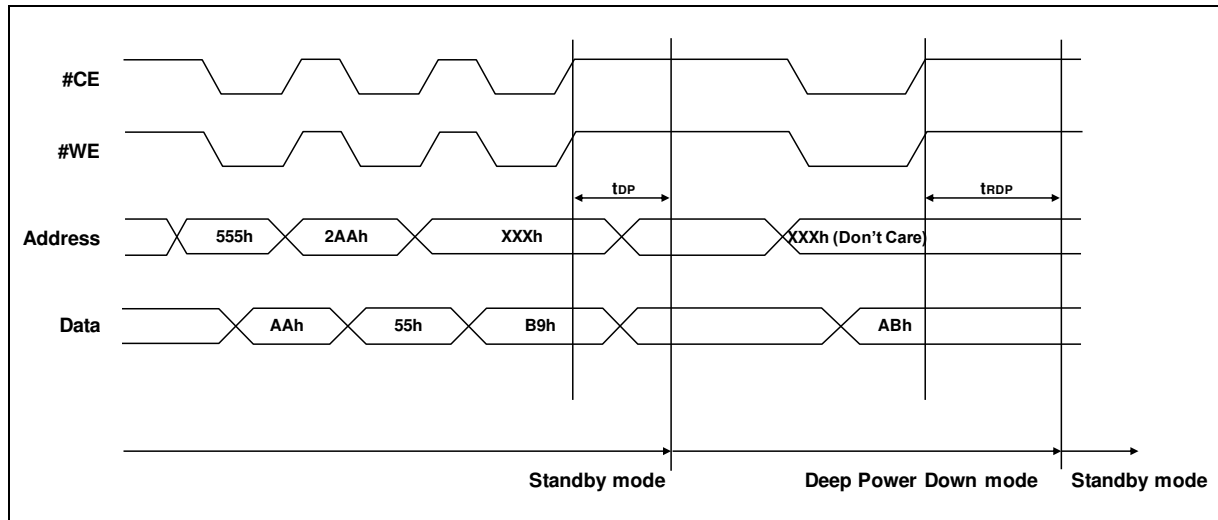 #CE
#WE
tDP
tRDP
Address
555h
2AAh
XXXh
XXXh (Don't Care)
Data
AAh
55h
B9h
ABh
Standby mode
Deep Power Down mode
Standby mode